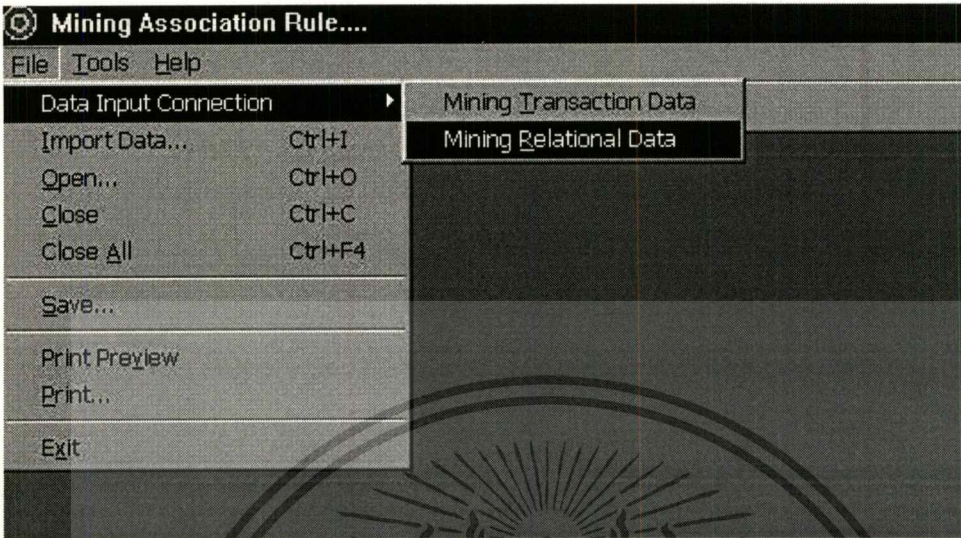 Mining Association Rule....
File Tools Help
Data Input Connection
Import Data... Ctrl+I
Open... Ctrl+O
Close Ctrl+C
Close All Ctrl+F4
Save...
Print Preview
Print...
Exit
Mining Transaction Data
Mining Relational Data